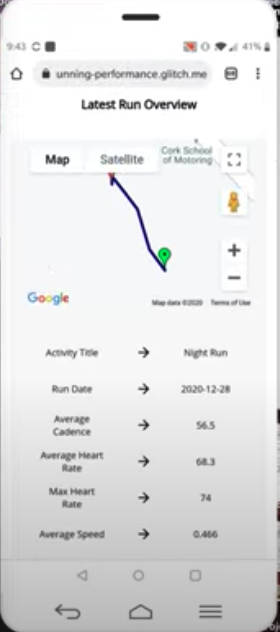 9:43 41%
unning-performance.glitch.me
Latest Run Overview
Map Satellite
Cork School
of Motoring
+
−
Google
Map data ©2020 Terms of Use
Activity Title → Night Run
Run Date → 2020-12-28
Average
Cadence → 56.5
Average Heart
Rate → 68.3
Max Heart
Rate → 74
Average Speed → 0.466